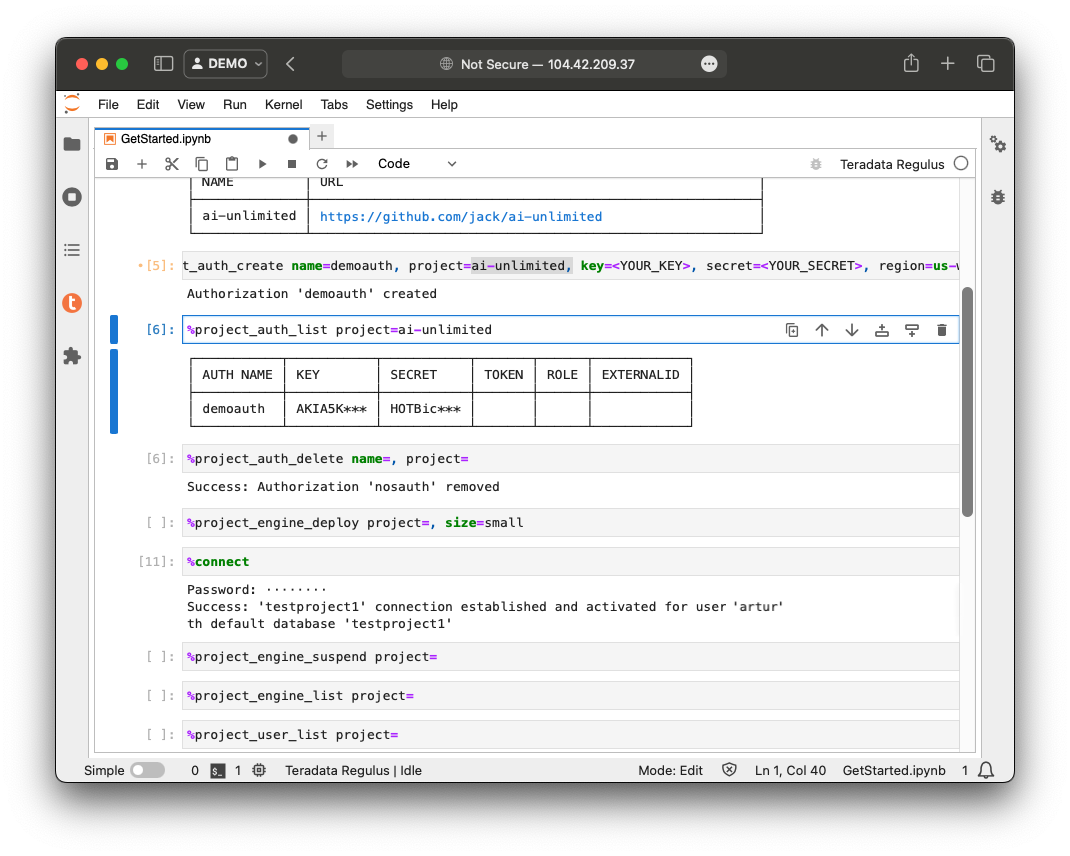 DEMO
Not Secure — 104.42.209.37
File Edit View Run Kernel Tabs Settings Help
GetStarted.ipynb
Code
Teradata Regulus
NAME URL
ai-unlimited https://github.com/jack/ai-unlimited
[5]: t_auth_create name=demoauth, project=ai-unlimited, key=<YOUR_KEY>, secret=<YOUR_SECRET>, region=us-w
Authorization 'demoauth' created
[6]: %project_auth_list project=ai-unlimited
AUTH NAME KEY SECRET TOKEN ROLE EXTERNALID
demoauth AKIA5K*** HOTBic***
[6]: %project_auth_delete name=, project=
Success: Authorization 'nosauth' removed
[ ]: %project_engine_deploy project=, size=small
[11]: %connect
Password: ········
Success: 'testproject1' connection established and activated for user 'artur'
th default database 'testproject1'
[ ]: %project_engine_suspend project=
[ ]: %project_engine_list project=
[ ]: %project_user_list project=
Simple 0 1 Teradata Regulus | Idle Mode: Edit Ln 1, Col 40 GetStarted.ipynb 1